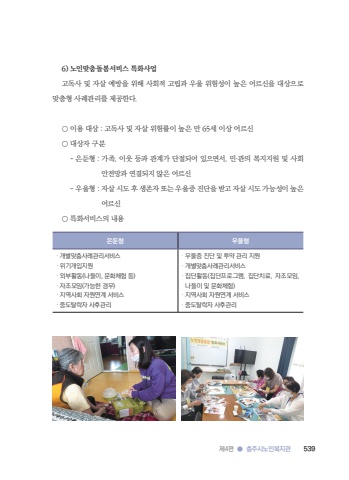 6) 노인맞춤돌봄서비스 특화사업
고독사 및 자살 예방을 위해 사회적 고립과 우울 위험성이 높은 어르신을 대상으로
맞춤형 사례관리를 제공한다.
○ 이용 대상 : 고독사 및 자살 위험률이 높은 만 65세 이상 어르신
○ 대상자 구분
- 은둔형 : 가족, 이웃 등과 관계가 단절되어 있으면서, 민·관의 복지지원 및 사회
안전망과 연결되지 않은 어르신
- 우울형 : 자살 시도 후 생존자 또는 우울증 진단을 받고 자살 시도 가능성이 높은
어르신
○ 특화서비스의 내용
은둔형
우울형
· 개별맞춤사례관리서비스
· 위기개입지원
· 외부활동(나들이, 문화체험 등)
· 자조모임(가능한 경우)
· 지역사회 자원연계 서비스
· 중도탈락자 사후관리
· 우울증 진단 및 투약 관리 지원
· 개별맞춤사례관리서비스
· 집단활동(집단프로그램, 집단치료, 자조모임,
나들이 및 문화체험)
· 지역사회 자원연계 서비스
· 중도탈락자 사후관리
제4편 ● 충주시노인복지관 539